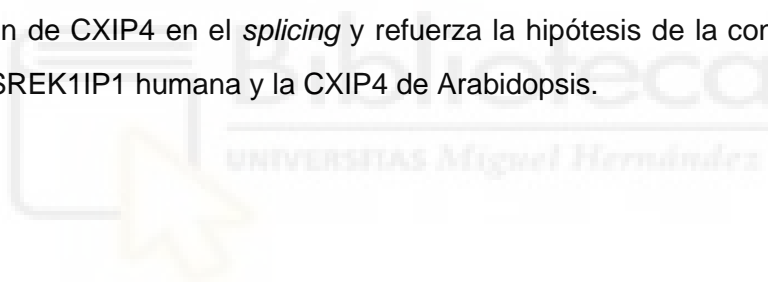 n de CXIP4 en el splicing y refuerza la hipótesis de la con
SREK1IP1 humana y la CXIP4 de Arabidopsis.
Biblioteca
UNIVERSITAS Miguel Hernández